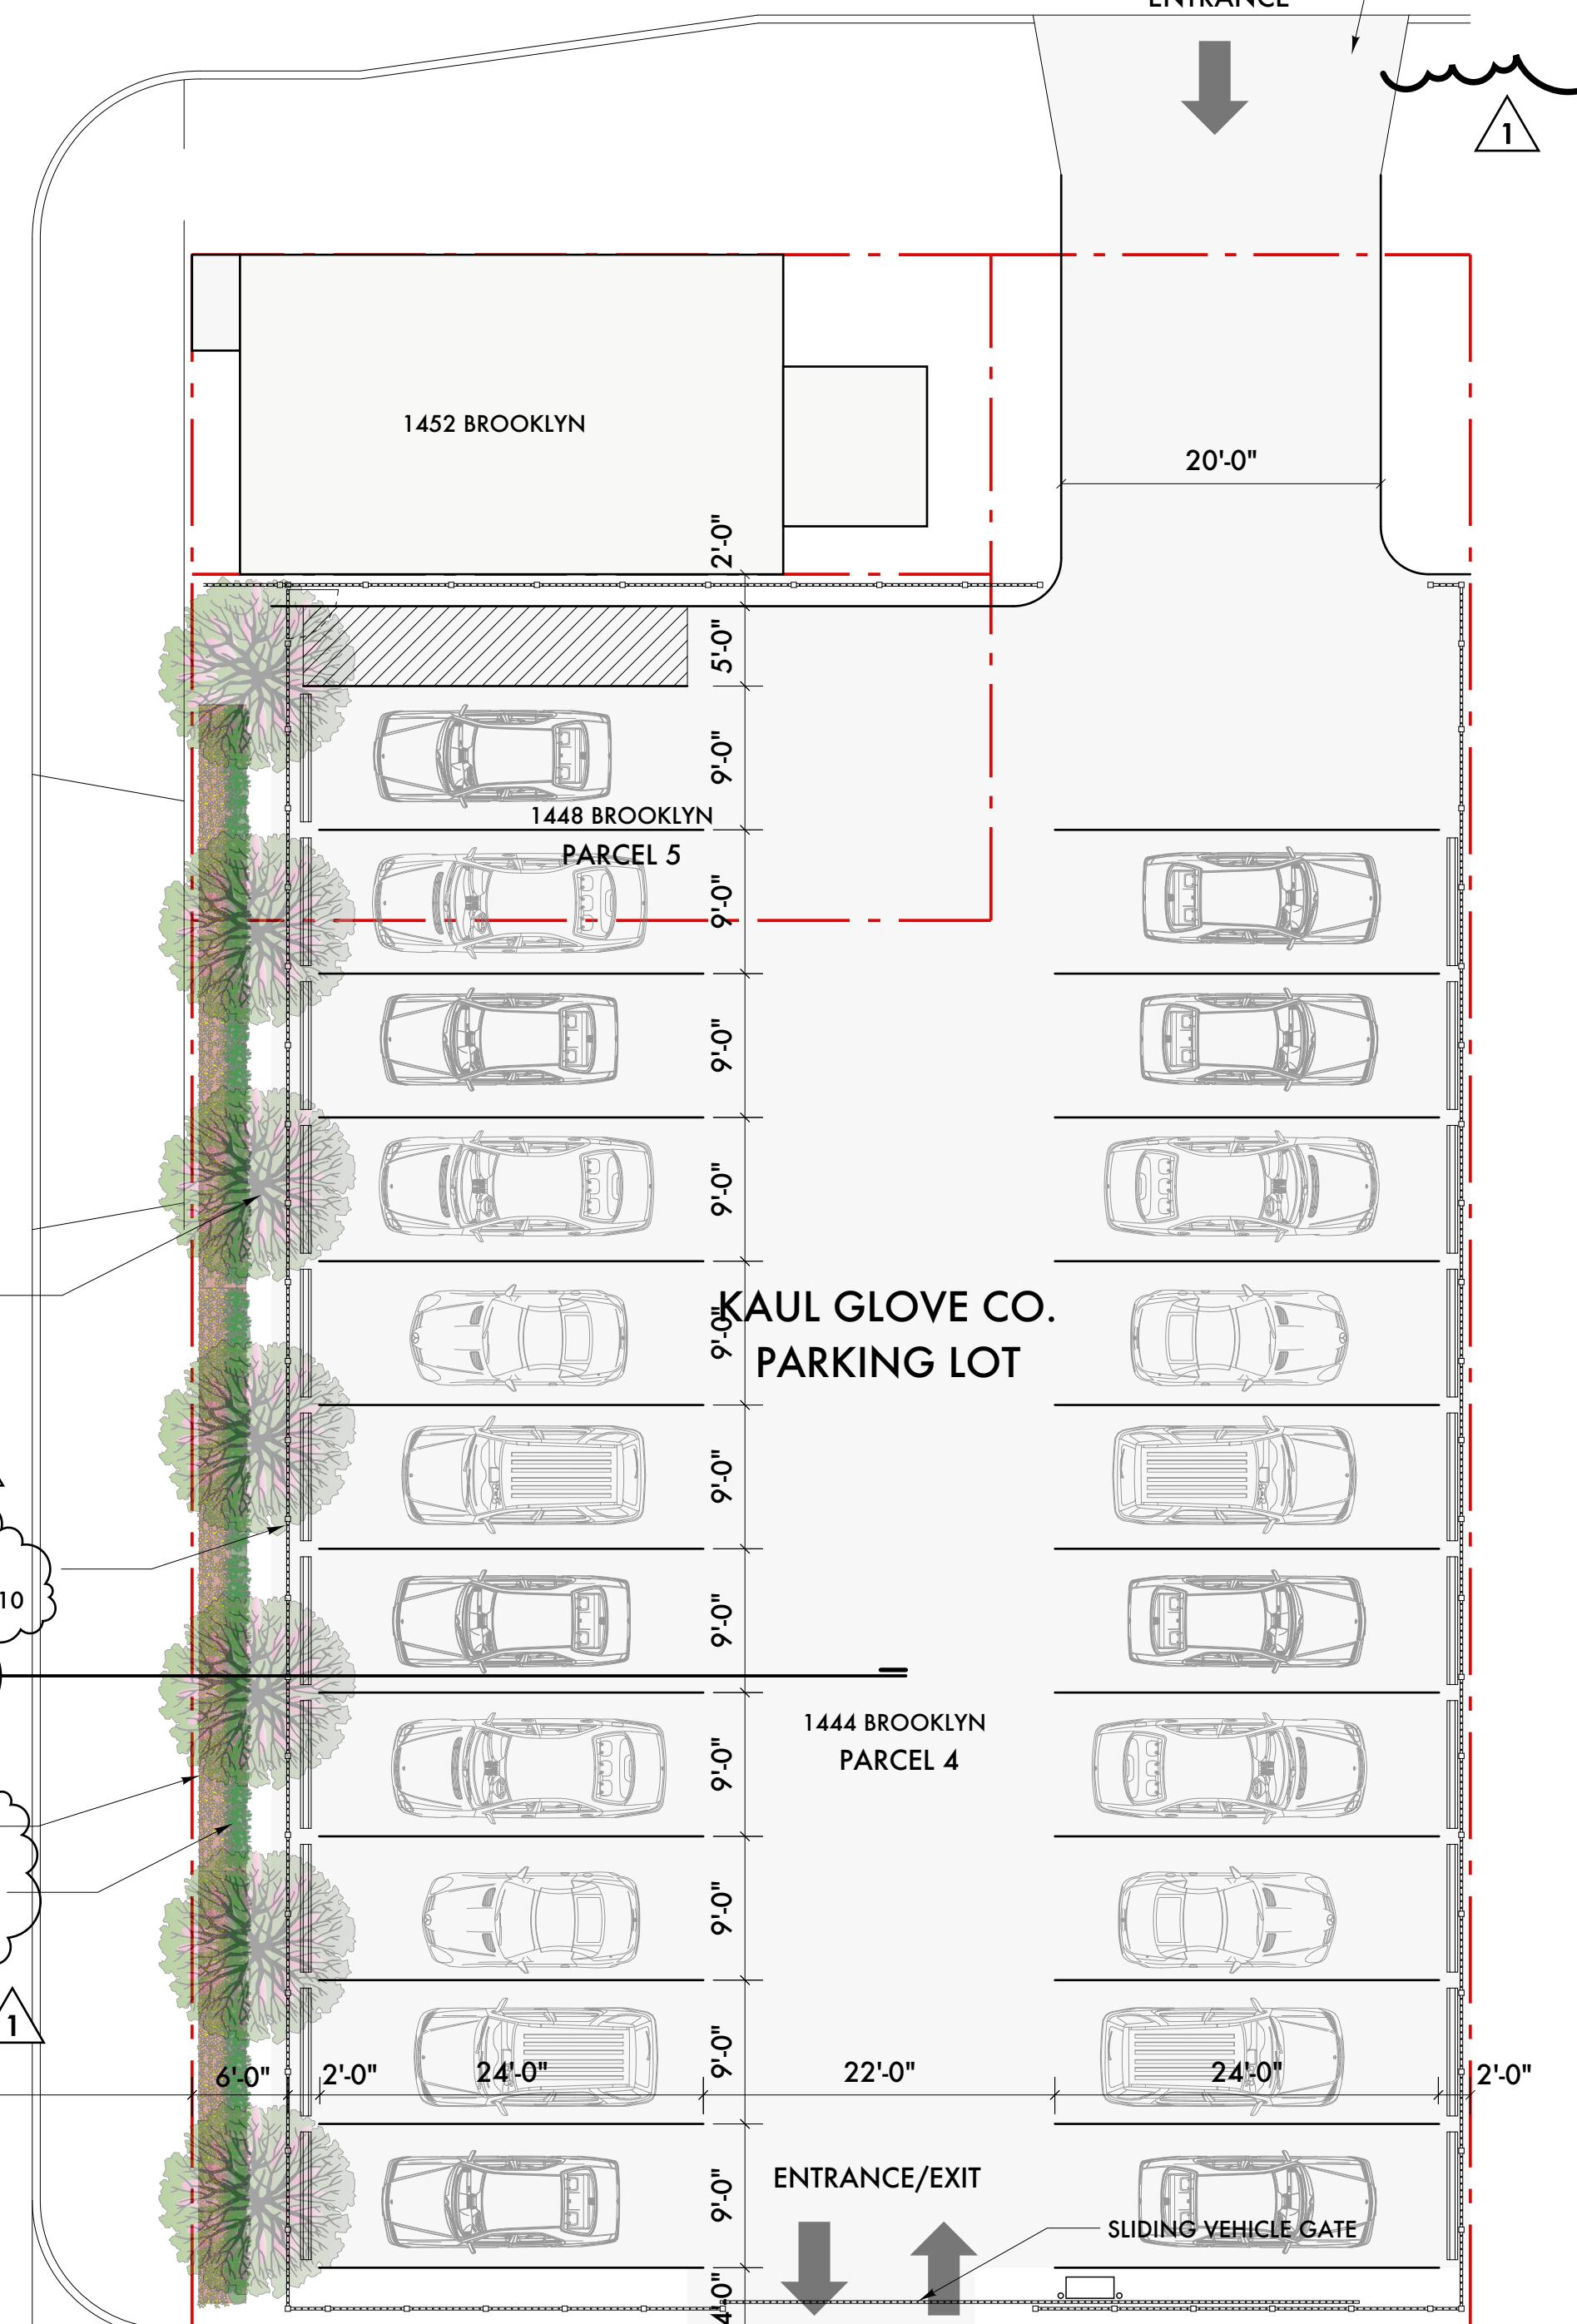 ENTRANCE
1
1452 BROOKLYN
20'-0"
2'-0"
5'-0"
9'-0"
1448 BROOKLYN
PARCEL 5
9'-0"
9'-0"
9'-0"
9'-0"
KAUL GLOVE CO.
PARKING LOT
9'-0"
10
9'-0"
1444 BROOKLYN
PARCEL 4
9'-0"
9'-0"
1
9'-0"
6'-0"
2'-0"
24'-0"
22'-0"
24'-0"
2'-0"
9'-0"
ENTRANCE/EXIT
SLIDING VEHICLE GATE
4'-0"